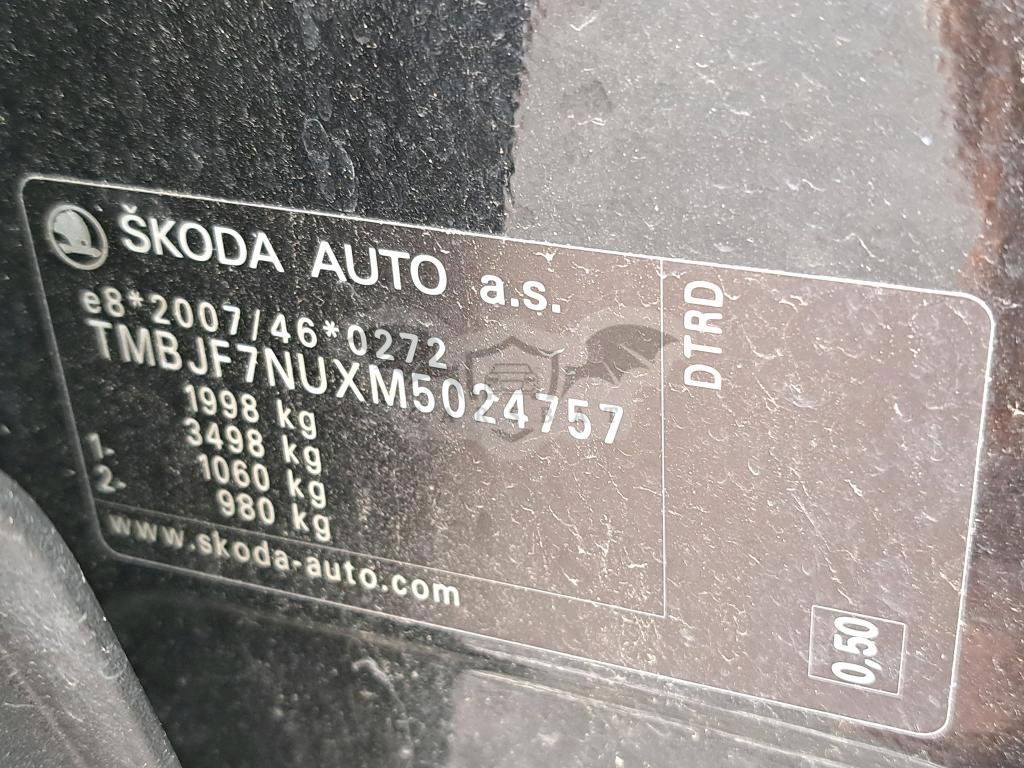 ŠKODA AUTO a.s.
e8*2007/46*0272
TMBJF7NUXM5024757
1998 kg
3498 kg
1. 1060 kg
2. 980 kg
www.skoda-auto.com
DTRD
0,50